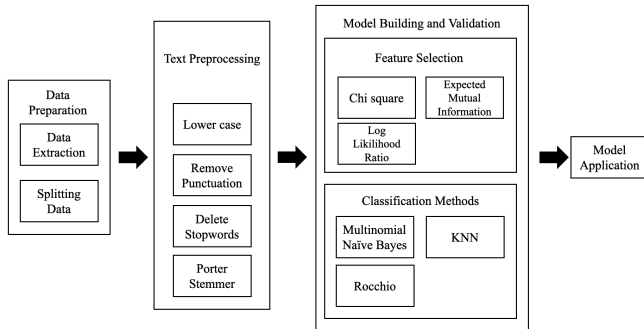 Data
Preparation
Data
Extraction
Splitting
Data
Text Preprocessing
Lower case
Remove
Punctuation
Delete
Stopwords
Porter
Stemmer
Model Building and Validation
Feature Selection
Chi square
Expected
Mutual
Information
Log
Likilihood
Ratio
Classification Methods
Multinomial
Naïve Bayes
KNN
Rocchio
Model
Application